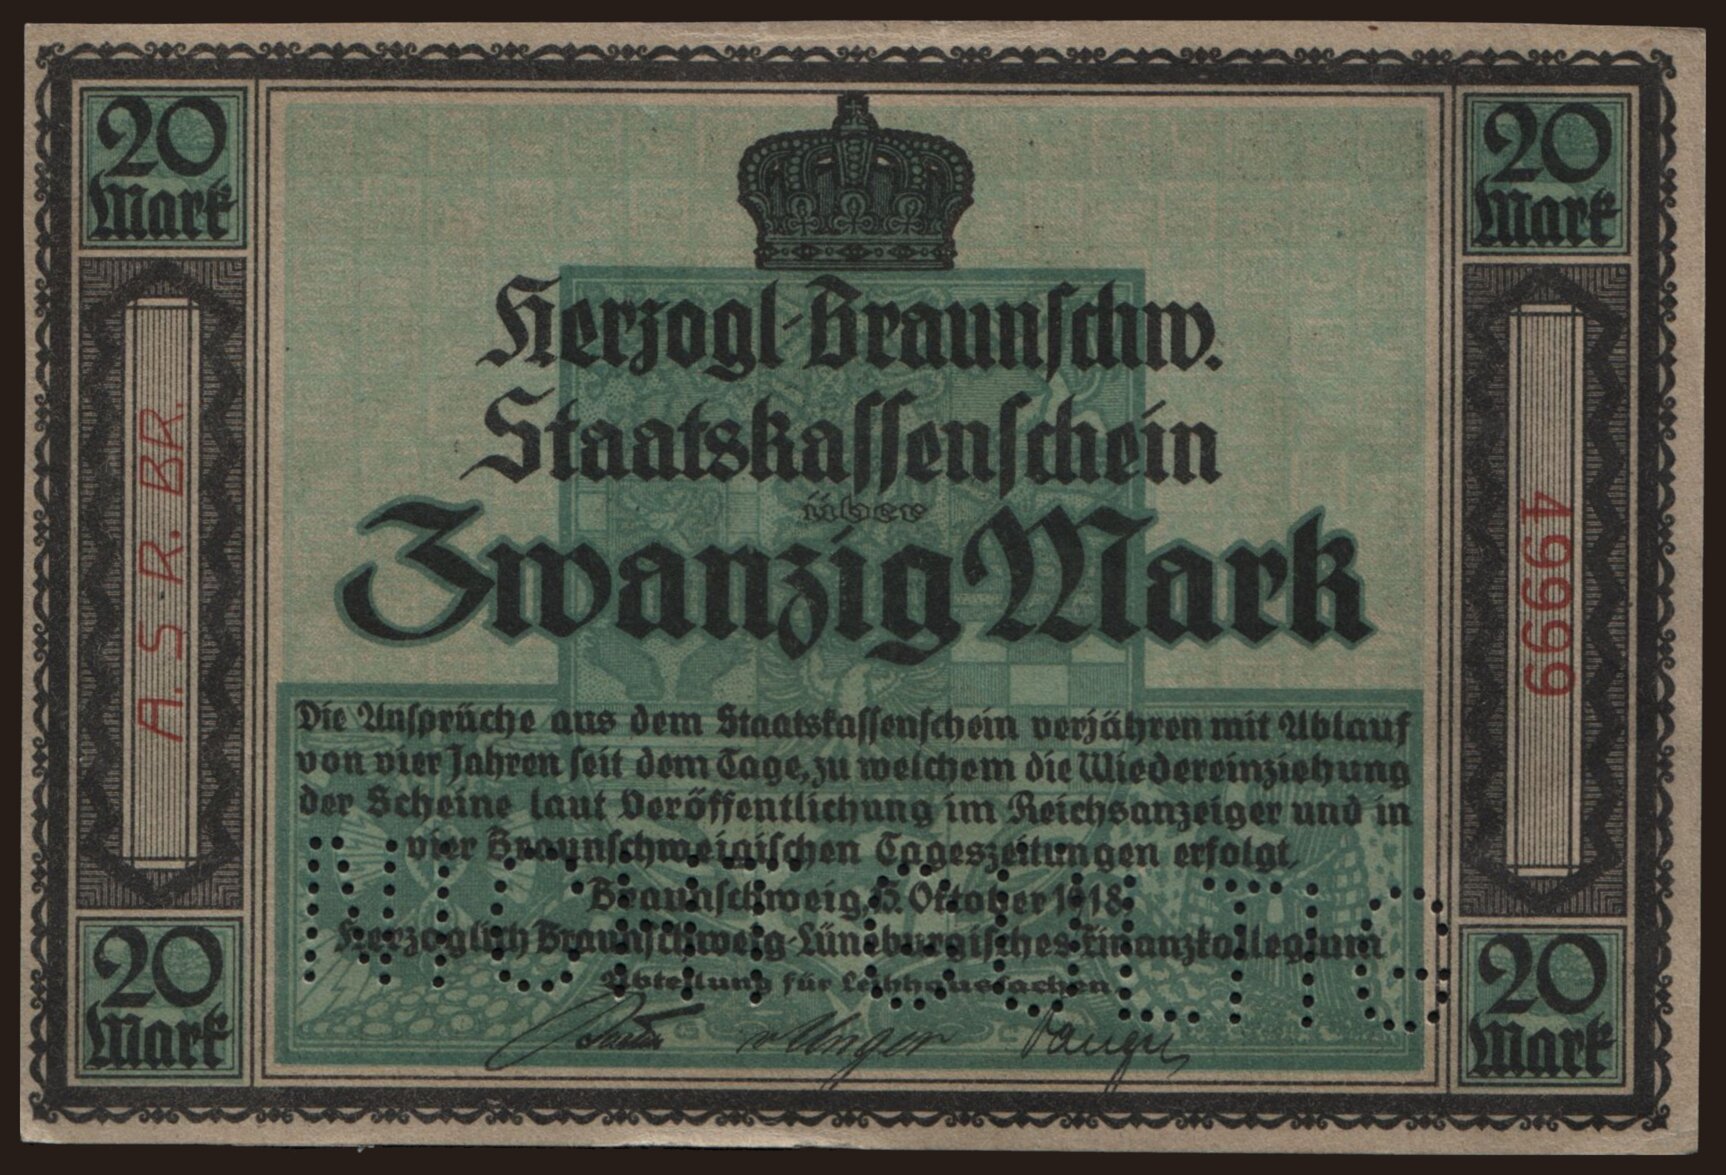 20
Mark
20
Mark
Herzogl-Braunschw.
Staatskassenschein
über
Zwanzig Mark
A. S. R. BR.
49999
Die Ansprüche aus dem Staatskassenschein verjähren mit Ablauf
von vier Jahren seit dem Tage, zu welchem die Wiedereinziehung
der Scheine laut Veröffentlichung im Reichsanzeiger und in
vier Braunschweigischen Tageszeitungen erfolgt.
Braunschweig, 15. Oktober 1918.
Herzoglich Braunschweig-Lüneburgisches Finanzkollegium
Abteilung für Leihhaussachen.
NICHT GÜLTIG
20
Mark
20
Mark